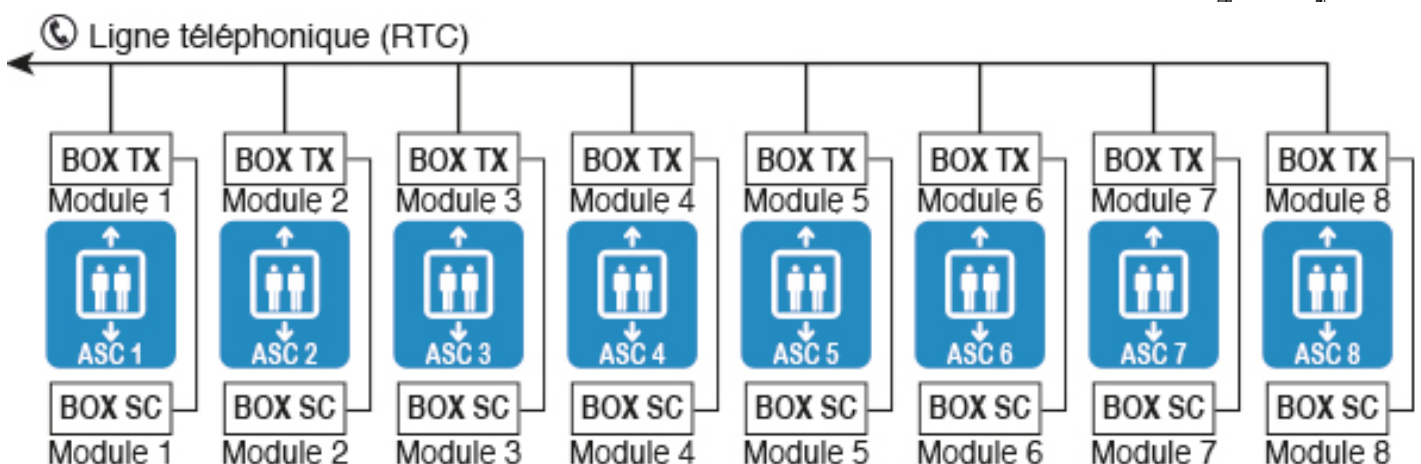 Ligne téléphonique (RTC)
BOX TX BOX TX BOX TX BOX TX BOX TX BOX TX BOX TX BOX TX
Module 1 Module 2 Module 3 Module 4 Module 5 Module 6 Module 7 Module 8
ASC 1 ASC 2 ASC 3 ASC 4 ASC 5 ASC 6 ASC 7 ASC 8
BOX SC BOX SC BOX SC BOX SC BOX SC BOX SC BOX SC BOX SC
Module 1 Module 2 Module 3 Module 4 Module 5 Module 6 Module 7 Module 8